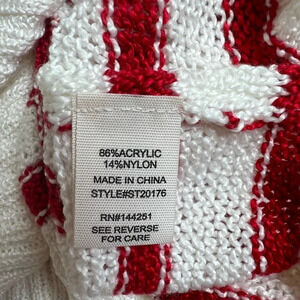 86%ACRYLIC
14%NYLON
MADE IN CHINA
STYLE#ST20176
RN#144251
SEE REVERSE
FOR CARE